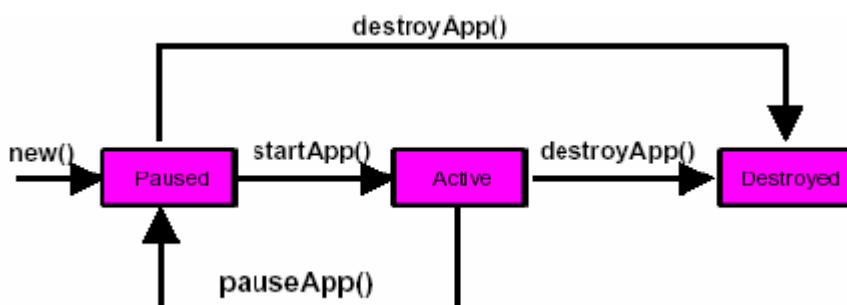 destroyApp()
new()
startApp()
destroyApp()
Paused
Active
Destroyed
pauseApp()